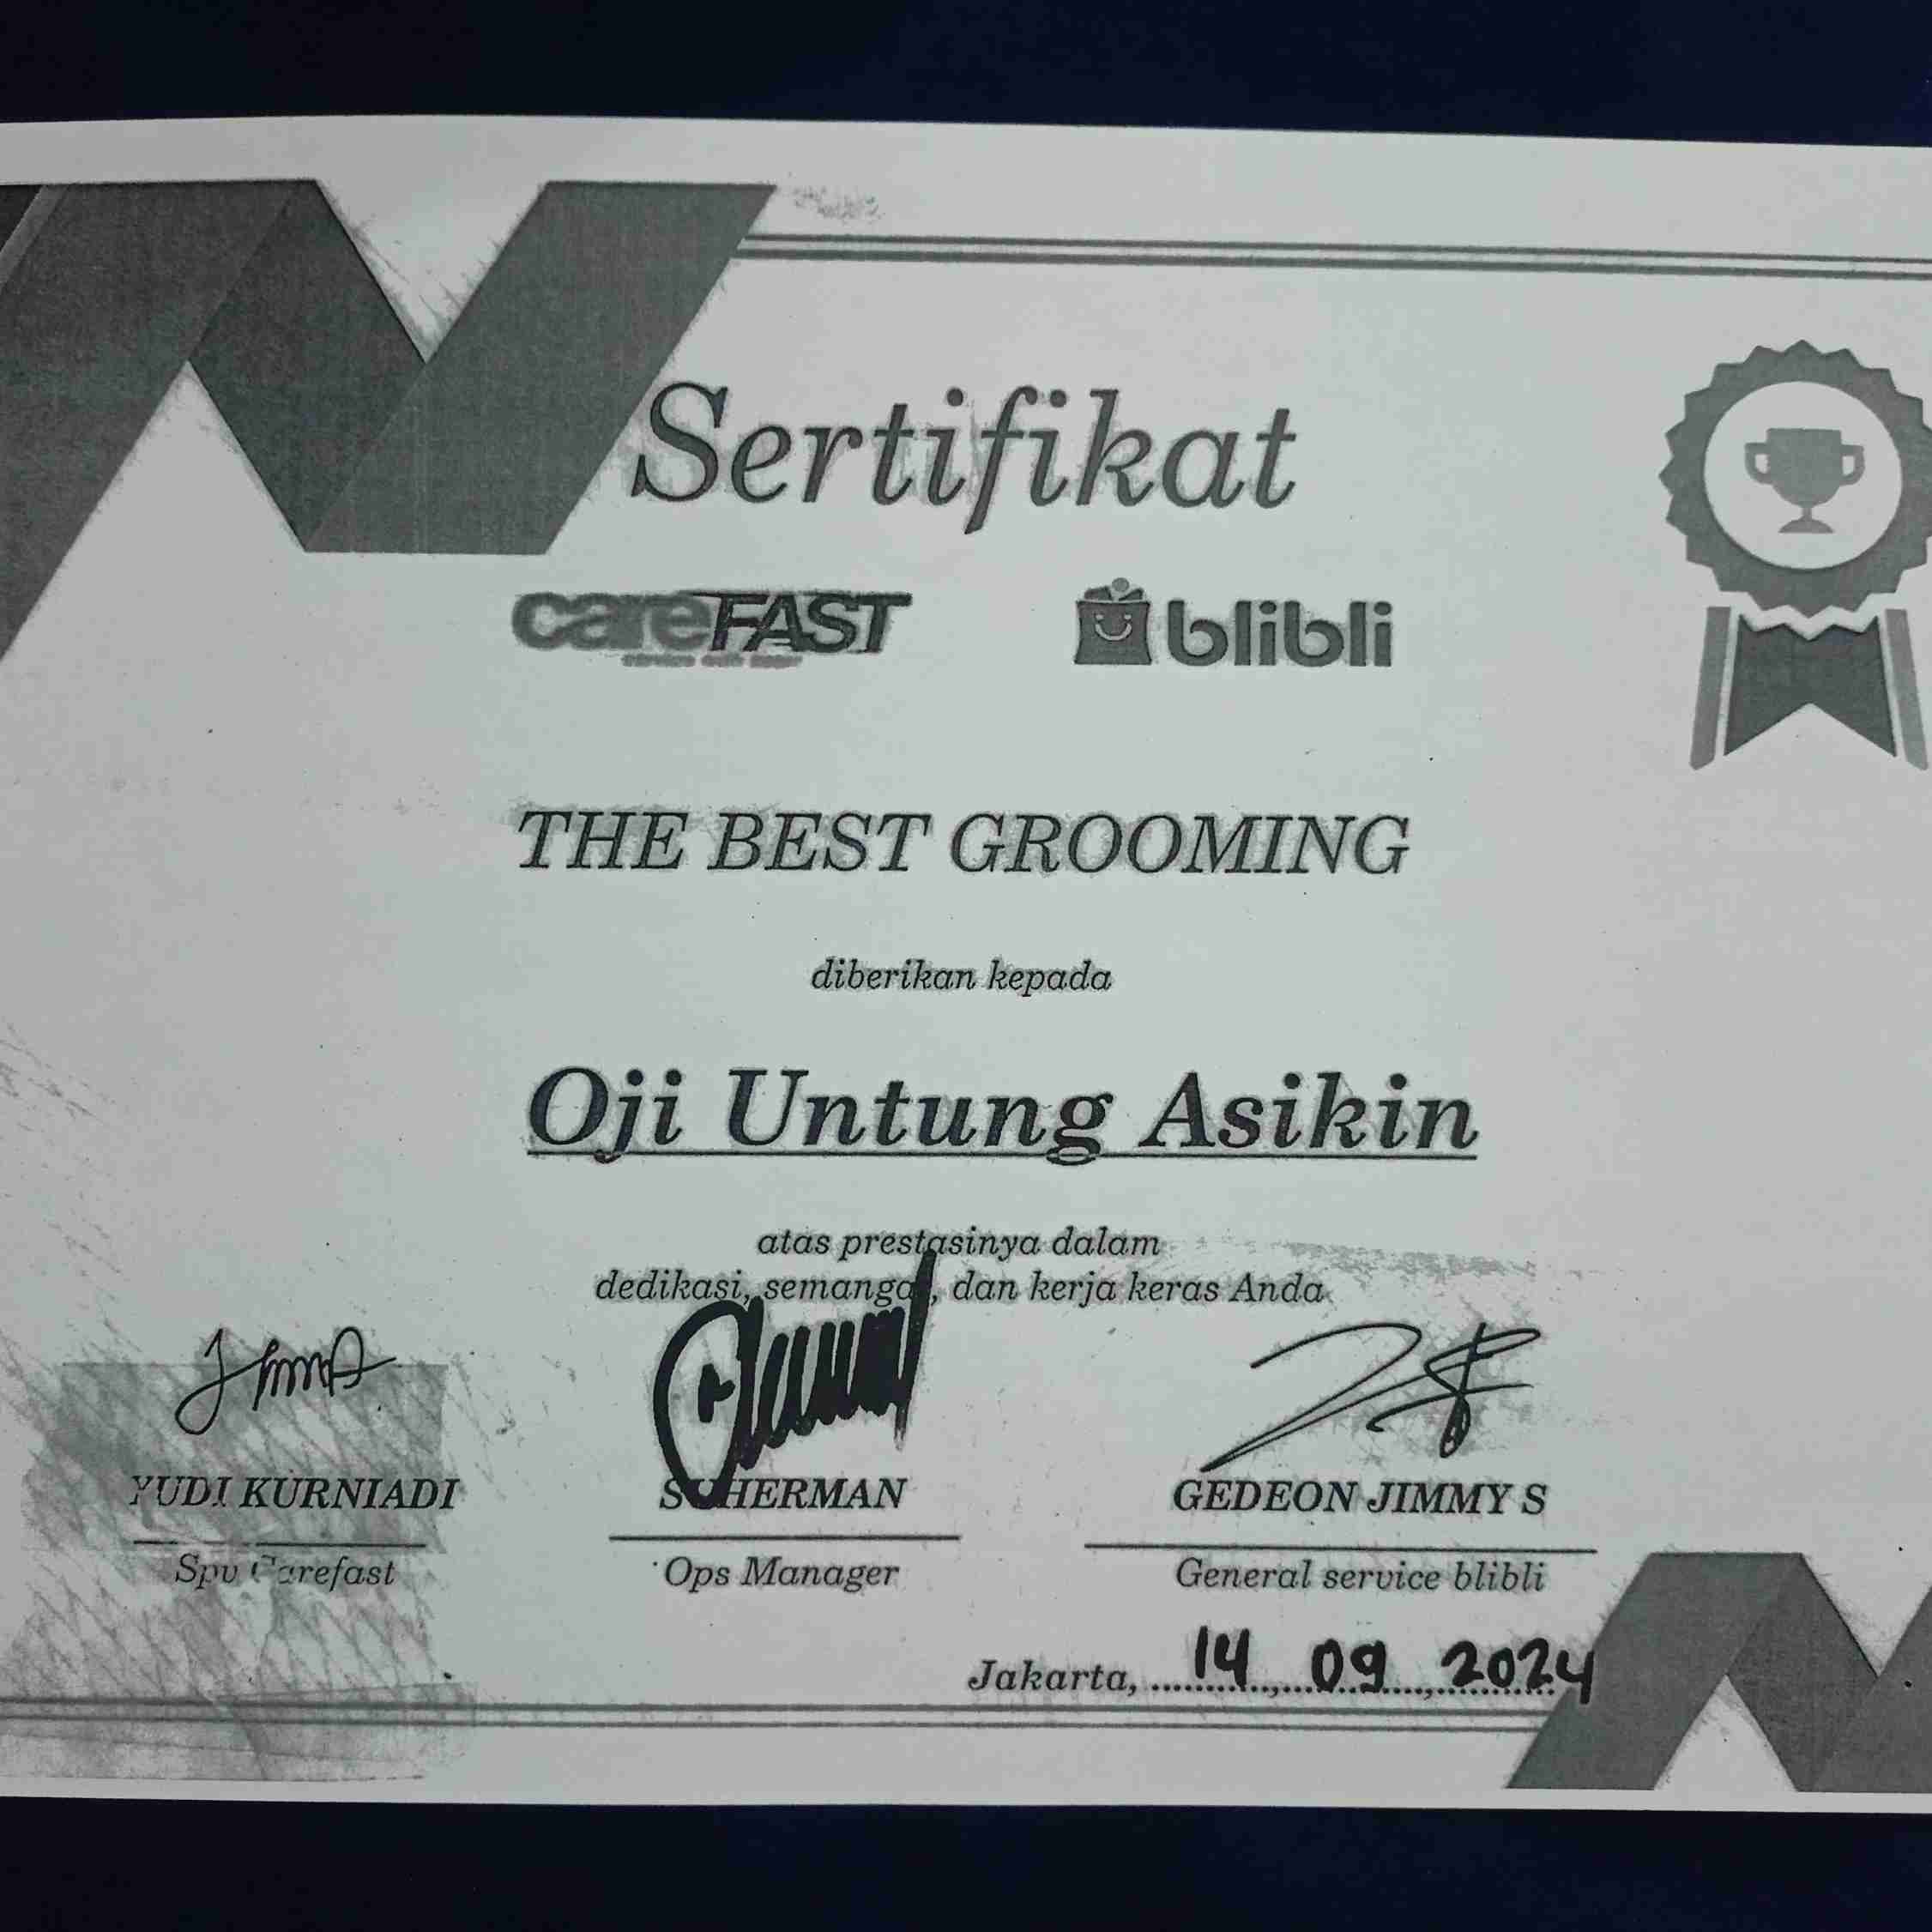 Sertifikat
careFAST blibli
THE BEST GROOMING
diberikan kepada
Oji Untung Asikin
atas prestasinya dalam
dedikasi, semangat, dan kerja keras Anda
YUDI KURNIADI SUHERMAN GEDEON JIMMY S
Spv Carefast Ops Manager General service blibli
Jakarta, 14 09 2024